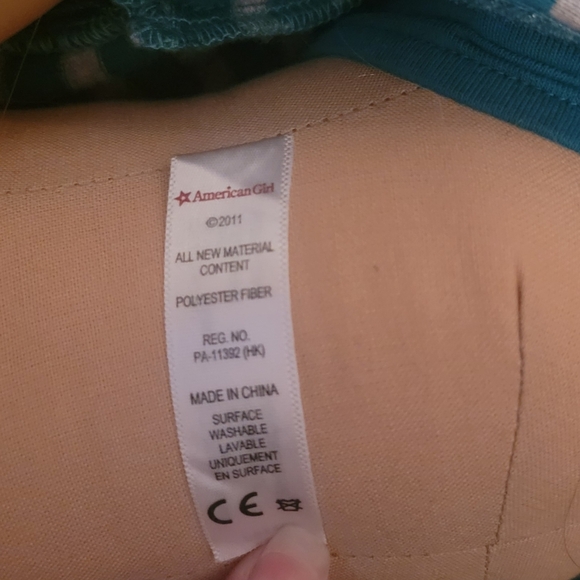 American Girl
©2011
ALL NEW MATERIAL
CONTENT
POLYESTER FIBER
REG. NO.
PA-11392 (HK)
MADE IN CHINA
SURFACE
WASHABLE
LAVABLE
UNIQUEMENT
EN SURFACE
CE